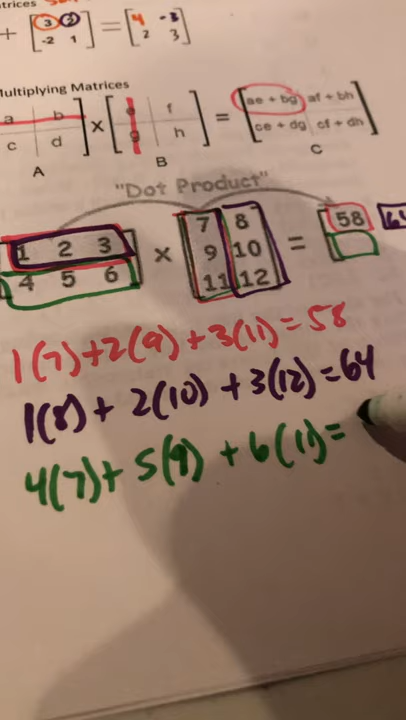 trices
+ [3 2 = [4 -3
-2 1] 2 3]
Multiplying Matrices
a b] x [e f] = [ae + bg af + bh]
c d g h ce + dg cf + dh
A B C
"Dot Product"
1 2 3] x [7 8 = [58 64
4 5 6 9 10
11 12]
1(7)+2(9)+3(11)=58
1(8)+ 2(10) +3(12)=64
4(7)+ 5(9) +6(11)=